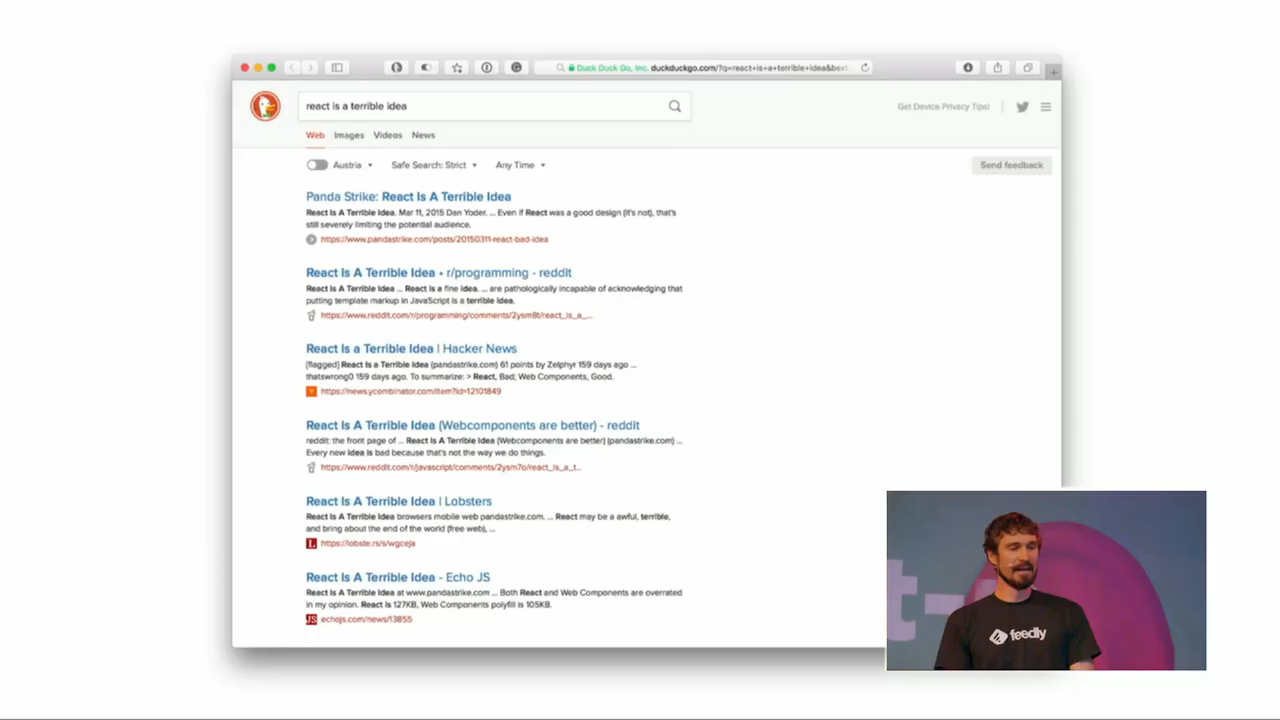 Duck Duck Go, Inc. duckduckgo.com/?q=react+is+a+terrible+idea&bex
react is a terrible idea
Get Device Privacy Tips!
Web Images Videos News
Austria Safe Search: Strict Any Time
Send feedback
Panda Strike: React Is A Terrible Idea
React Is A Terrible Idea. Mar 11, 2015 Dan Yoder. ... Even if React was a good design (it's not), that's
still severely limiting the potential audience.
https://www.pandastrike.com/posts/20150311-react-bad-idea
React Is A Terrible Idea • r/programming - reddit
React Is A Terrible Idea ... React is a fine idea. ... are pathologically incapable of acknowledging that
putting template markup in JavaScript is a terrible idea.
https://www.reddit.com/r/programming/comments/2ysm8t/react_is_a_...
React Is a Terrible Idea | Hacker News
[flagged] React Is a Terrible Idea (pandastrike.com) 61 points by Zelphyr 159 days ago ...
thatswrong0 159 days ago. To summarize: > React, Bad; Web Components, Good.
Y https://news.ycombinator.com/item?id=12101849
React Is A Terrible Idea (Webcomponents are better) - reddit
reddit: the front page of ... React Is A Terrible Idea (Webcomponents are better) (pandastrike.com) ...
Every new idea is bad because that's not the way we do things.
https://www.reddit.com/r/javascript/comments/2ysm7o/react_is_a_t...
React Is A Terrible Idea | Lobsters
React Is A Terrible Idea browsers mobile web pandastrike.com. ... React may be a awful, terrible,
and bring about the end of the world (free web), ...
L https://lobste.rs/s/wgceja
React Is A Terrible Idea - Echo JS
React Is A Terrible Idea at www.pandastrike.com ... Both React and Web Components are overrated
in my opinion. React is 127KB, Web Components polyfill is 105KB.
JS echojs.com/news/13855
feedly